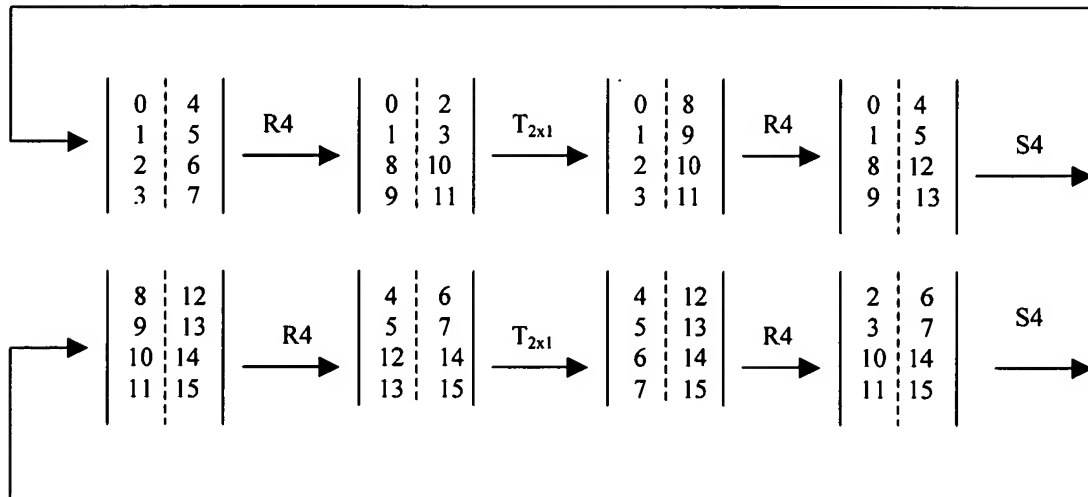 0 4 0 2 0 8 0 4
1 5 R4 1 3 T2x1 1 9 R4 1 5 S4
2 6 8 10 2 10 8 12
3 7 9 11 3 11 9 13
8 12 4 6 4 12 2 6
9 13 R4 5 7 T2x1 5 13 R4 3 7 S4
10 14 12 14 6 14 10 14
11 15 13 15 7 15 11 15